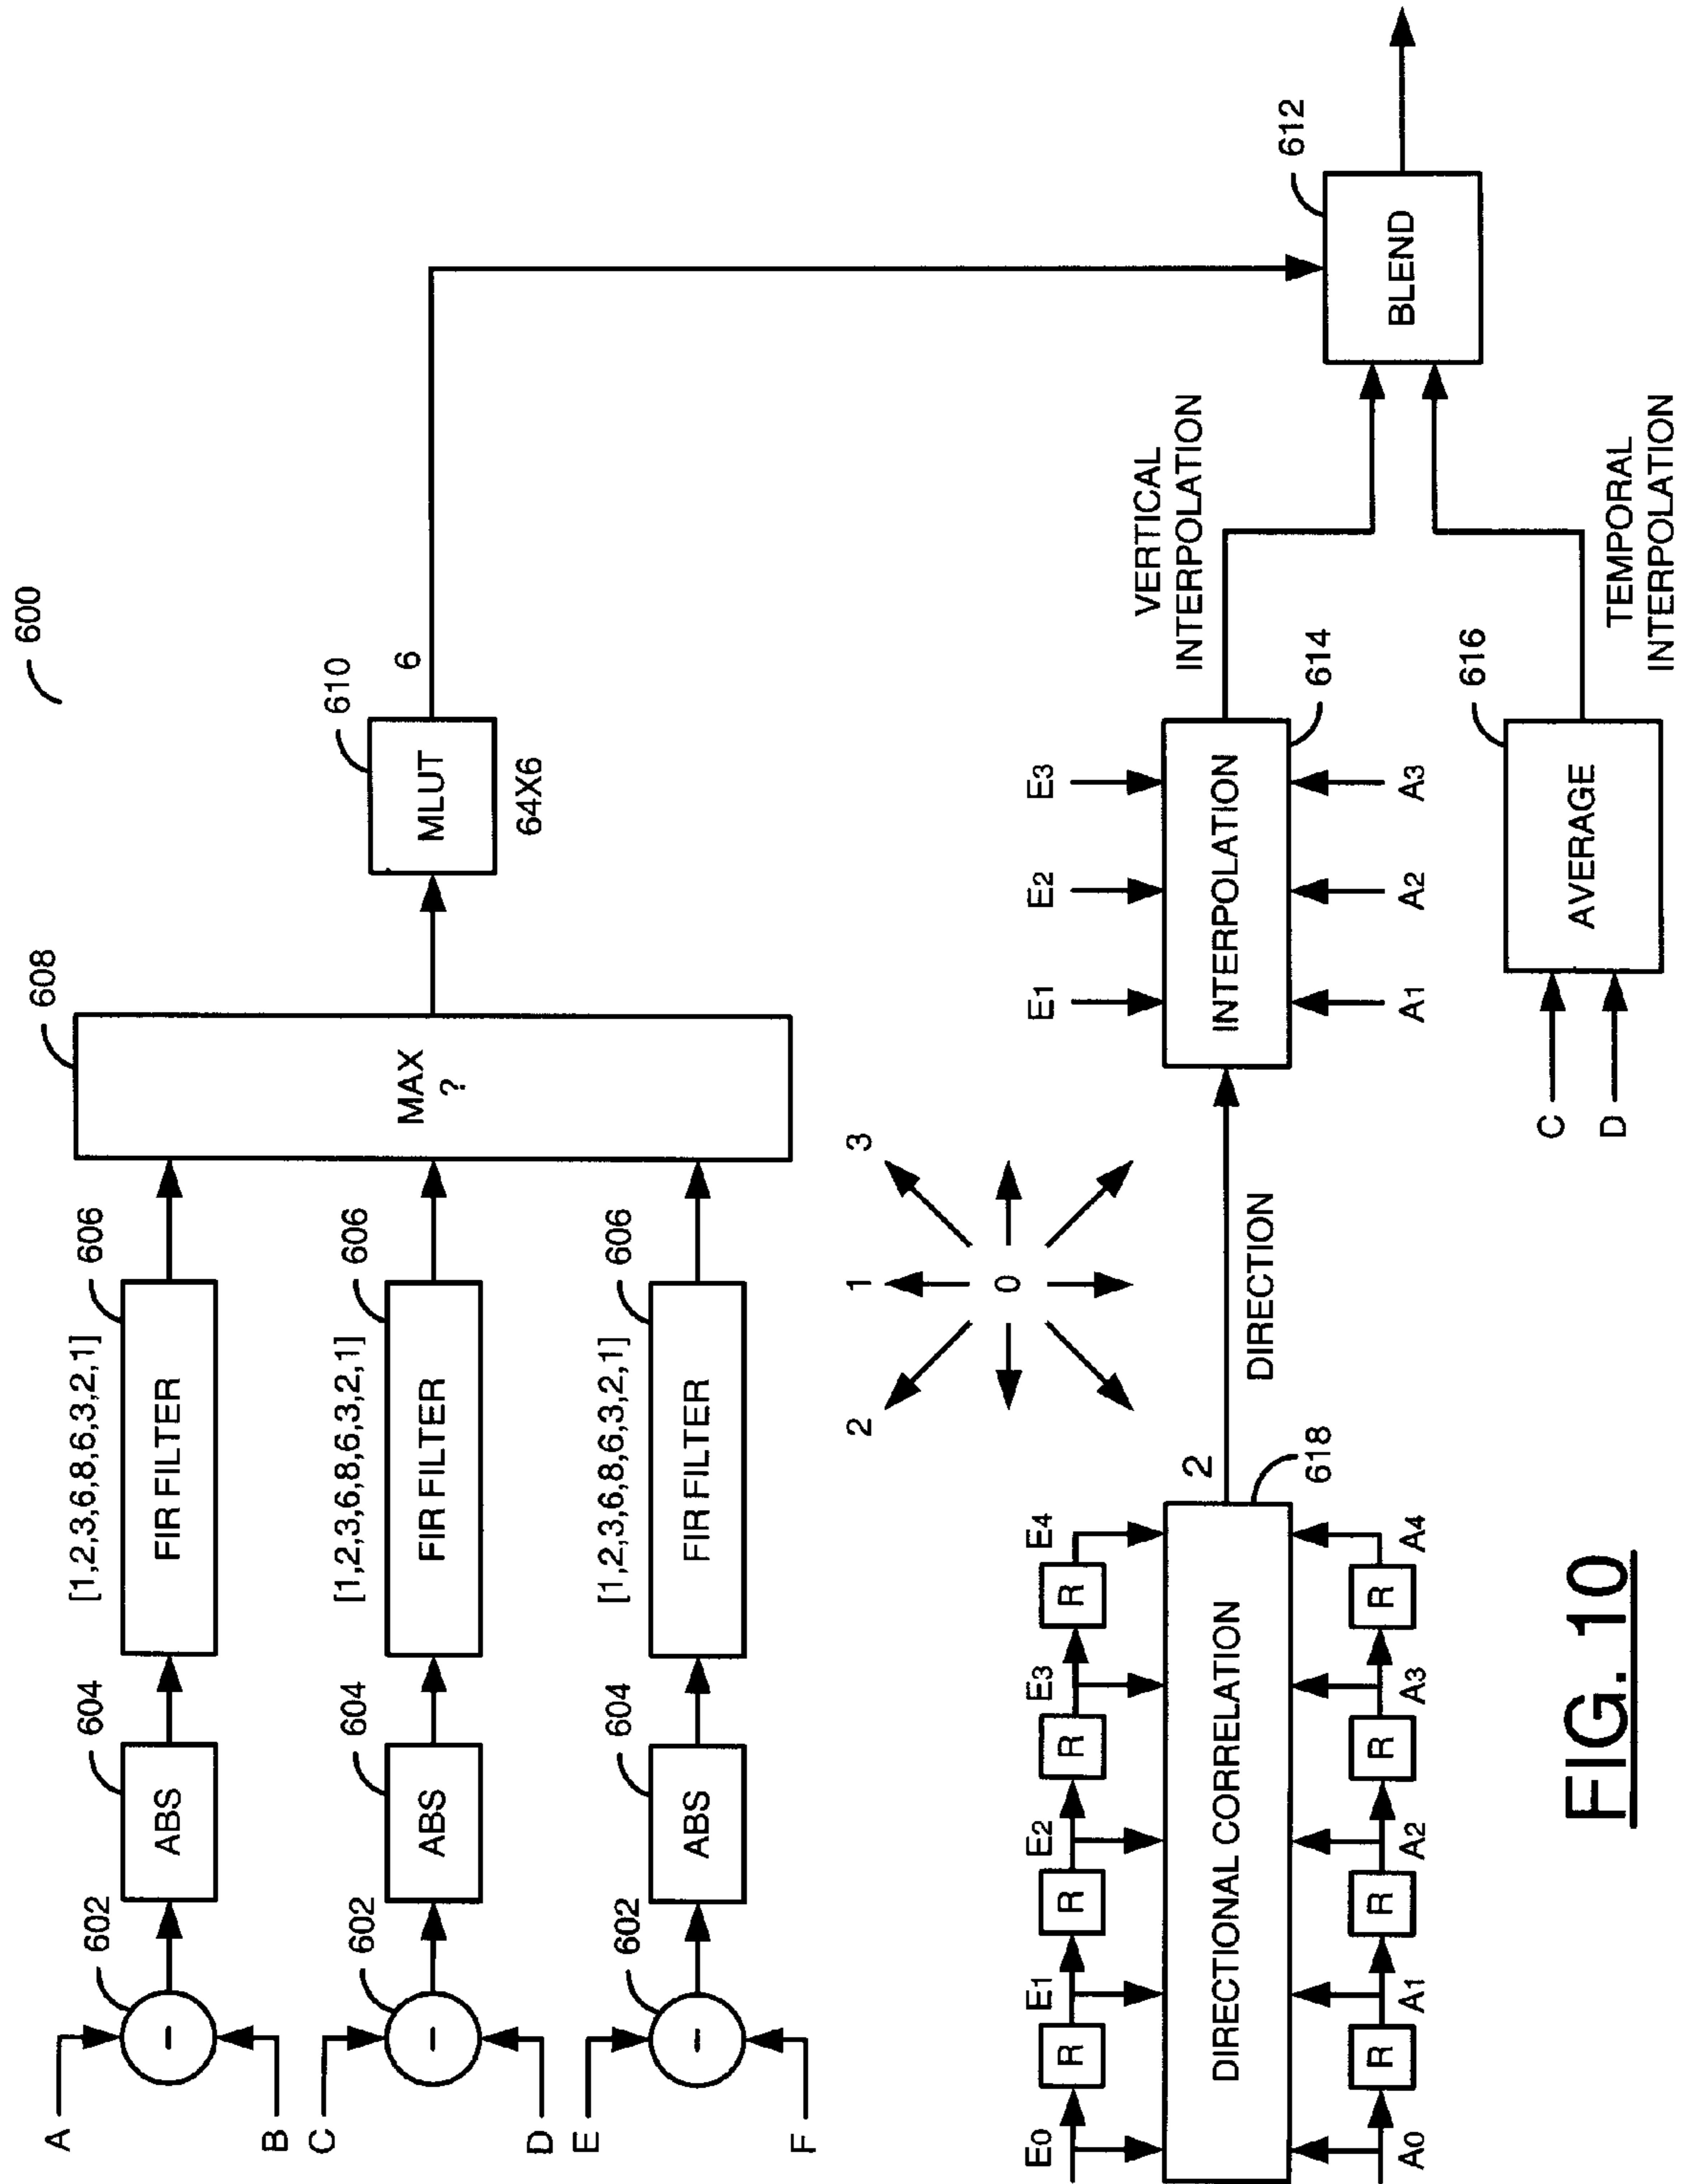 600
A
B
602
604
ABS
[1,2,3,6,8,6,3,2,1]
606
FIR FILTER
C
D
602
604
ABS
[1,2,3,6,8,6,3,2,1]
606
FIR FILTER
E
F
602
604
ABS
[1,2,3,6,8,6,3,2,1]
606
FIR FILTER
608
MAX
?
610
MLUT
64X6
6
612
BLEND
E0 E1 E2 E3 E4
R R R R
DIRECTIONAL CORRELATION
R R R R
A0 A1 A2 A3 A4
2
618
2 1 3
0
DIRECTION
E1 E2 E3
INTERPOLATION
614
A1 A2 A3
VERTICAL
INTERPOLATION
C
D
AVERAGE
616
TEMPORAL
INTERPOLATION
FIG. 10